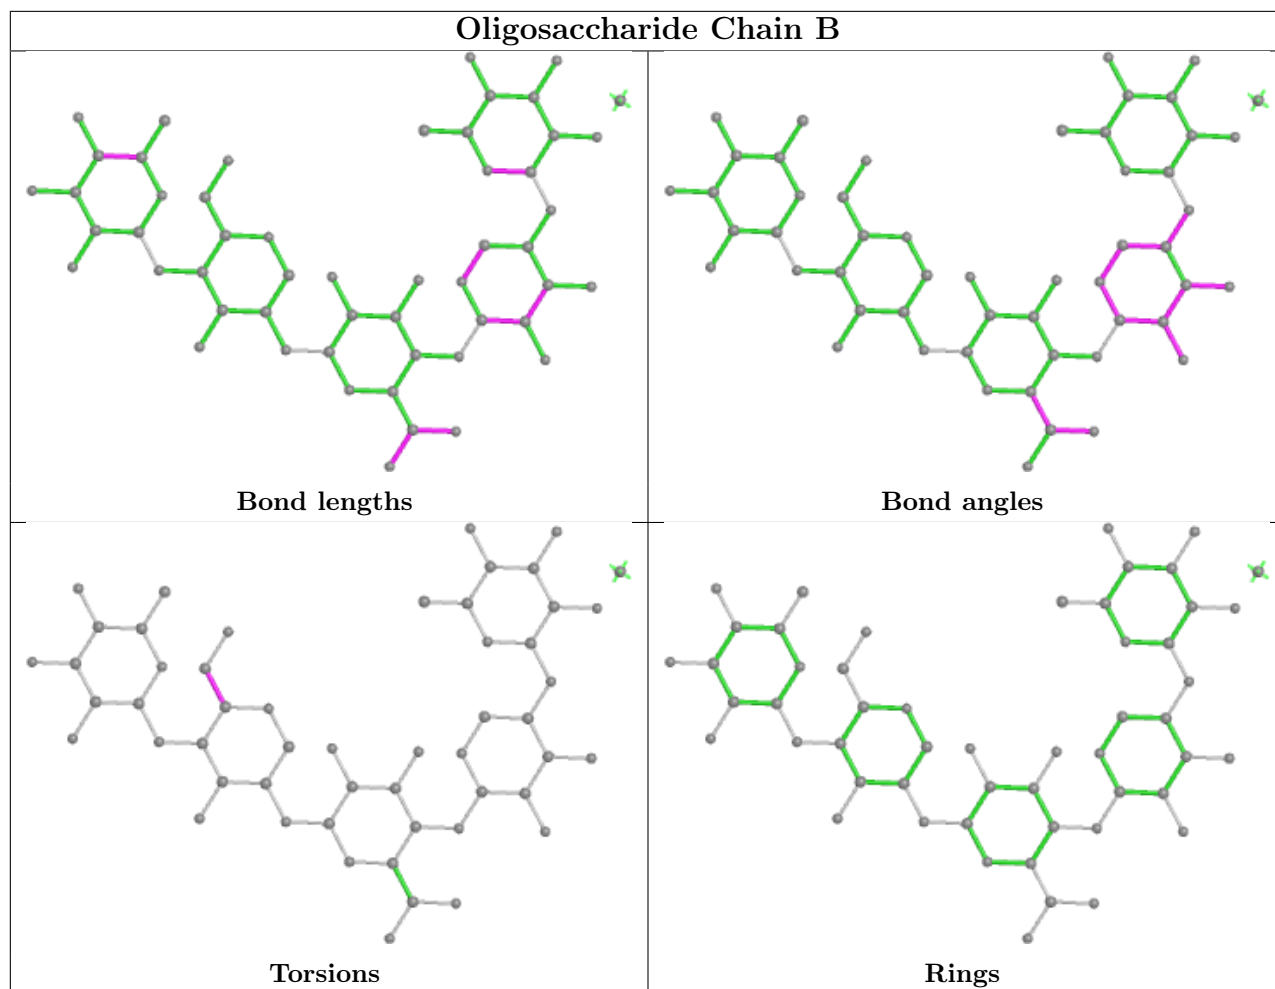 Oligosaccharide Chain B
Bond lengths
Bond angles
Torsions
Rings